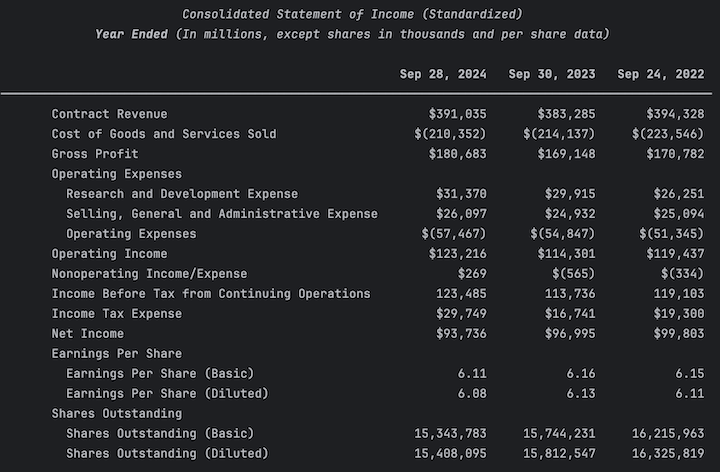 Consolidated Statement of Income (Standardized)
Year Ended (In millions, except shares in thousands and per share data)
Sep 28, 2024 Sep 30, 2023 Sep 24, 2022
Contract Revenue $391,035 $383,285 $394,328
Cost of Goods and Services Sold $(210,352) $(214,137) $(223,546)
Gross Profit $180,683 $169,148 $170,782
Operating Expenses
Research and Development Expense $31,370 $29,915 $26,251
Selling, General and Administrative Expense $26,097 $24,932 $25,094
Operating Expenses $(57,467) $(54,847) $(51,345)
Operating Income $123,216 $114,301 $119,437
Nonoperating Income/Expense $269 $(565) $(334)
Income Before Tax from Continuing Operations 123,485 113,736 119,103
Income Tax Expense $29,749 $16,741 $19,300
Net Income $93,736 $96,995 $99,803
Earnings Per Share
Earnings Per Share (Basic) 6.11 6.16 6.15
Earnings Per Share (Diluted) 6.08 6.13 6.11
Shares Outstanding
Shares Outstanding (Basic) 15,343,783 15,744,231 16,215,963
Shares Outstanding (Diluted) 15,408,095 15,812,547 16,325,819